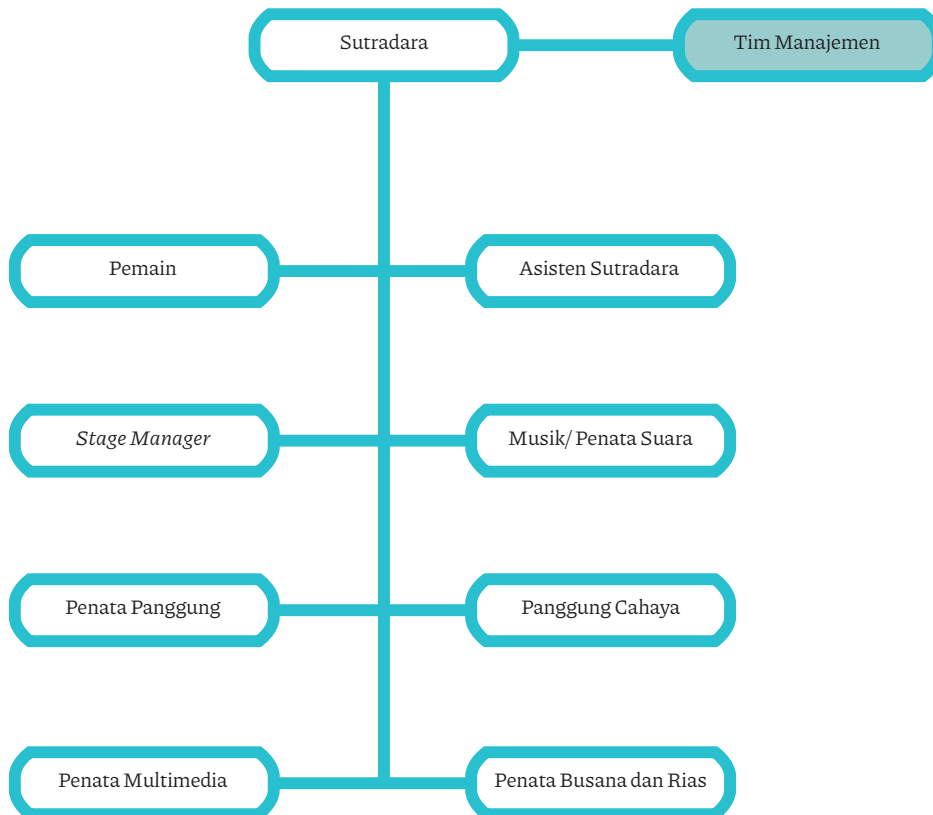 Sutradara
Tim Manajemen
Pemain
Asisten Sutradara
Stage Manager
Musik/ Penata Suara
Penata Panggung
Panggung Cahaya
Penata Multimedia
Penata Busana dan Rias